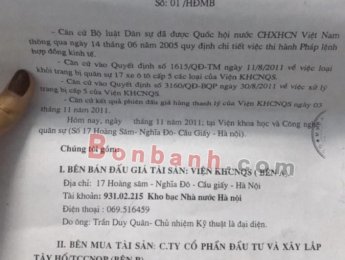 Số: 01/HĐMB
- Căn cứ Bộ luật Dân sự đã được Quốc hội nước CHXHCN Việt Nam
thông qua ngày 14 tháng 06 năm 2005 quy định chi tiết việc thi hành Pháp lệnh
hợp đồng kinh tế.
- Căn cứ vào Quyết định số 1615/QĐ-TM ngày 11/8/2011 về việc loại
khỏi trang bị quân sự 17 xe ô tô cấp 5 các loại của Viện KHCNQS.
- Căn cứ vào Quyết định số 3160/QĐ-BQP ngày 30/8/2011 về việc xử lý
trang bị cấp 5 của Viện KHCNQS.
- Căn cứ kết quả phiên đấu giá hàng thanh lý của Viện KHCNQS ngày 03
tháng 11 năm 2011.
Hôm nay, ngày tháng 11 năm 2011, tại Viện khoa học và Công nghệ
quân sự (Số 17 Hoàng Sâm- Nghĩa Đô- Cầu Giấy - Hà nội).
Chúng tôi gồm:
Bonbanh.com
I. BÊN BÁN ĐẤU GIÁ TÀI SẢN: VIỆN KHCNQS (BÊN A)
Địa chỉ: 17 Hoàng sâm - Nghĩa Đô - Cầu Giấy - Hà Nội
Tài khoản: 931.02.215 Kho bạc Nhà nước Hà nội
Điện thoại : 069.516459
Do ông: Trần Duy Quân- Chủ nhiệm Kỹ thuật là đại diện.
II. BÊN MUA TÀI SẢN: C.TY CỔ PHẦN ĐẦU TƯ VÀ XÂY LẮP
TÂY HỒ/TCCNQP (BÊN B)